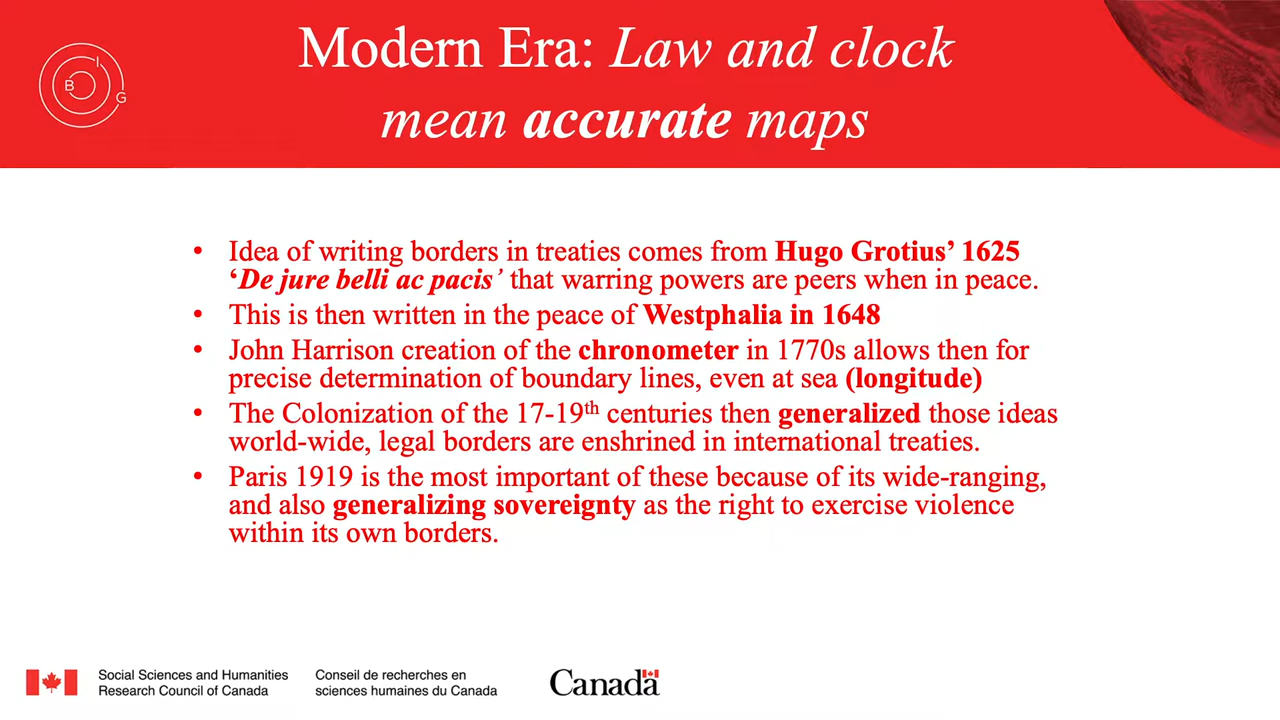 Modern Era: Law and clock
mean accurate maps
B I G
• Idea of writing borders in treaties comes from Hugo Grotius’ 1625
‘De jure belli ac pacis’ that warring powers are peers when in peace.
• This is then written in the peace of Westphalia in 1648
• John Harrison creation of the chronometer in 1770s allows then for
precise determination of boundary lines, even at sea (longitude)
• The Colonization of the 17-19th centuries then generalized those ideas
world-wide, legal borders are enshrined in international treaties.
• Paris 1919 is the most important of these because of its wide-ranging,
and also generalizing sovereignty as the right to exercise violence
within its own borders.
Social Sciences and Humanities
Research Council of Canada
Conseil de recherches en
sciences humaines du Canada
Canada